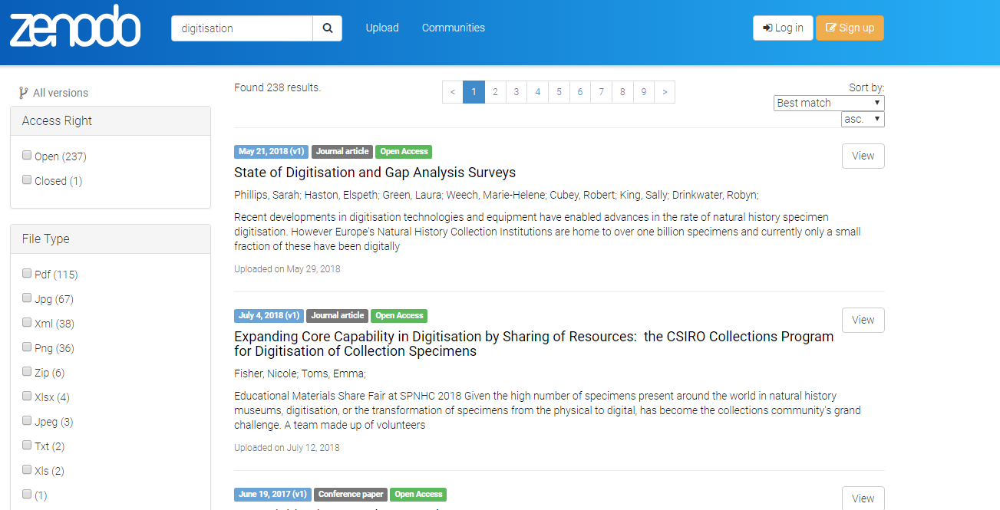 zenodo
digitisation
Upload
Communities
Log in
Sign up
All versions
Access Right
Open (237)
Closed (1)
File Type
Pdf (115)
Jpg (67)
Xml (38)
Png (36)
Zip (6)
Xlsx (4)
Jpeg (3)
Txt (2)
Xls (2)
(1)
Found 238 results.
< 1 2 3 4 5 6 7 8 9 >
Sort by:
Best match
asc.
May 21, 2018 (v1) Journal article Open Access
View
State of Digitisation and Gap Analysis Surveys
Phillips, Sarah; Haston, Elspeth; Green, Laura; Weech, Marie-Helene; Cubey, Robert; King, Sally; Drinkwater, Robyn;
Recent developments in digitisation technologies and equipment have enabled advances in the rate of natural history specimen
digitisation. However Europe's Natural History Collection Institutions are home to over one billion specimens and currently only a small
fraction of these have been digitally
Uploaded on May 29, 2018
July 4, 2018 (v1) Journal article Open Access
View
Expanding Core Capability in Digitisation by Sharing of Resources:  the CSIRO Collections Program
for Digitisation of Collection Specimens
Fisher, Nicole; Toms, Emma;
Educational Materials Share Fair at SPNHC 2018 Given the high number of specimens present around the world in natural history
museums, digitisation, or the transformation of specimens from the physical to digital, has become the collections community's grand
challenge. A team made up of volunteers
Uploaded on July 12, 2018
June 19, 2017 (v1) Conference paper Open Access
View